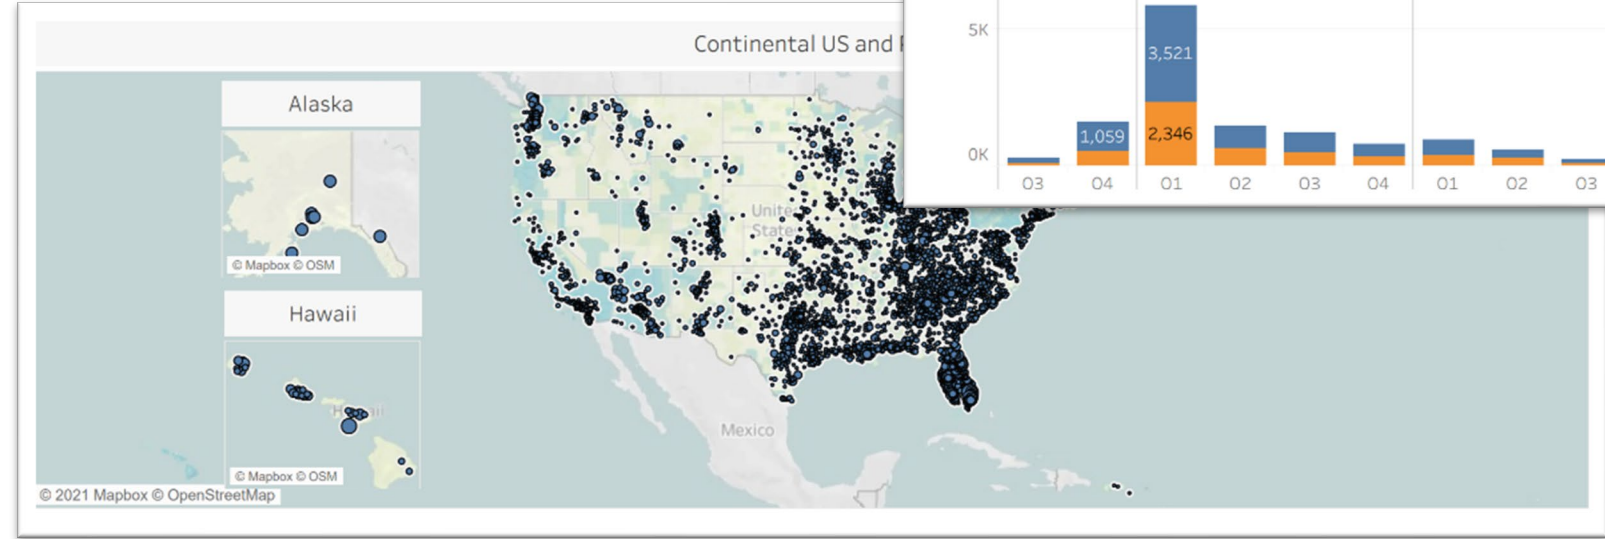 Continental US and
Alaska
© Mapbox © OSM
Hawaii
© Mapbox © OSM
© 2021 Mapbox © OpenStreetMap
United
States
Mexico
5K
3,521
1,059
2,346
0K
Q3
Q4
Q1
Q2
Q3
Q4
Q1
Q2
Q3